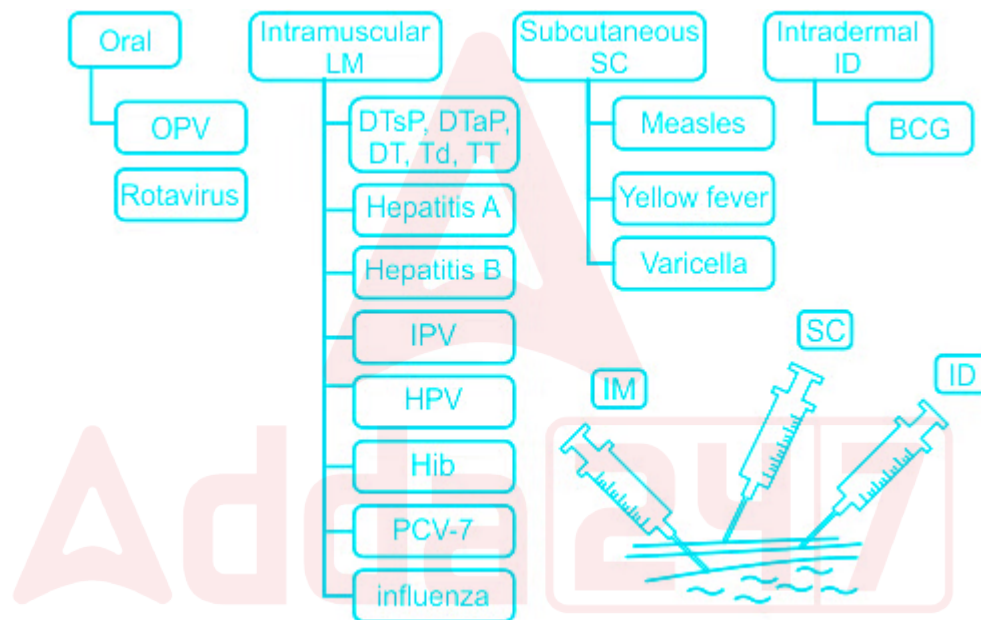 Oral
OPV
Rotavirus
Intramuscular
LM
DTsP, DTaP,
DT, Td, TT
Hepatitis A
Hepatitis B
IPV
HPV
Hib
PCV-7
influenza
Subcutaneous
SC
Measles
Yellow fever
Varicella
Intradermal
ID
BCG
IM
SC
ID
Adda247